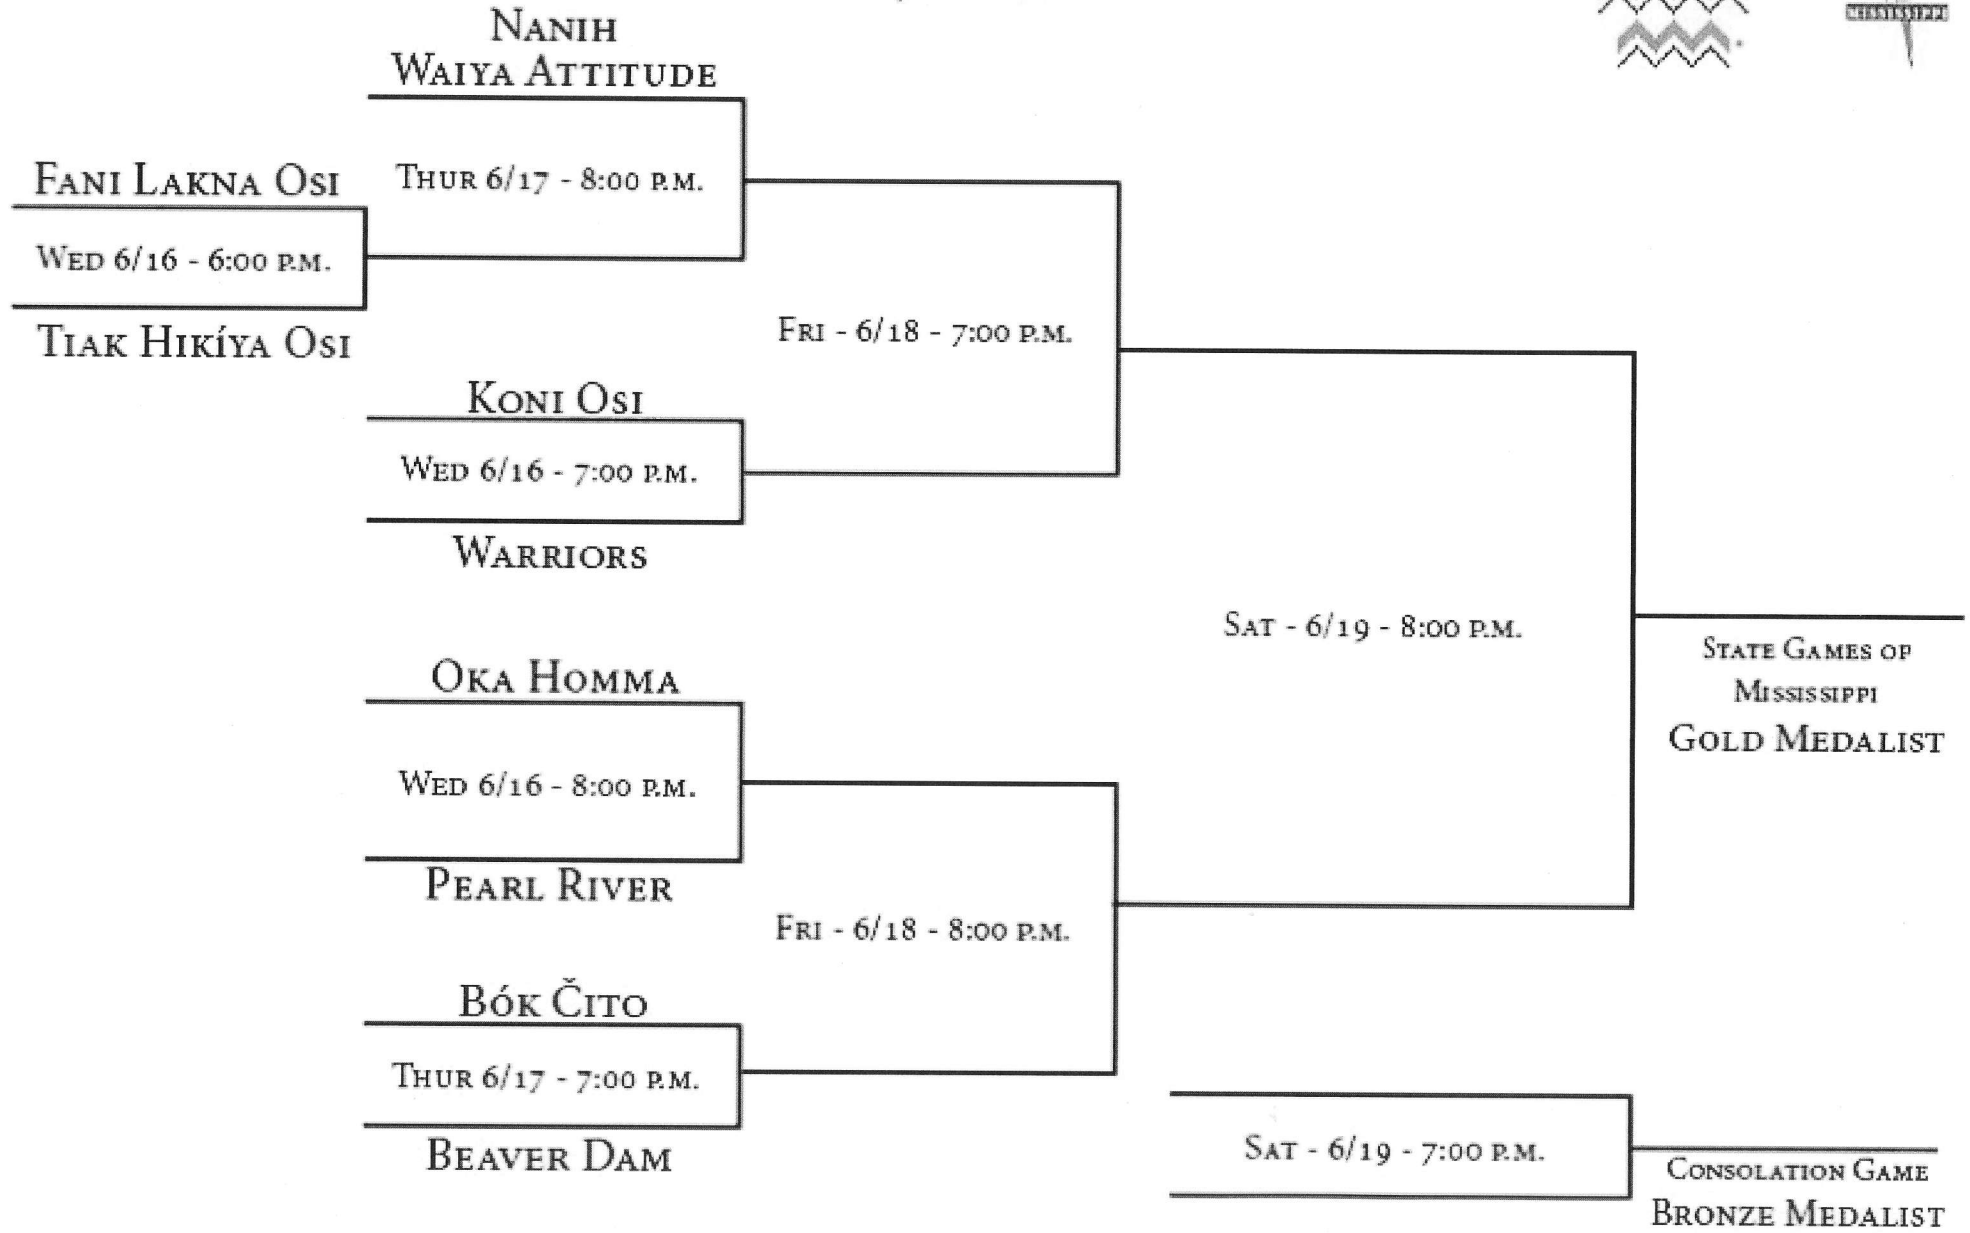 Mississippi
Nanih
Waiya Attitude
Thur 6/17 - 8:00 p.m.
Fani Lakna Osi
Wed 6/16 - 6:00 p.m.
Tiak Hikíya Osi
Fri - 6/18 - 7:00 p.m.
Koni Osi
Wed 6/16 - 7:00 p.m.
Warriors
Sat - 6/19 - 8:00 p.m.
State Games of
Mississippi
Gold Medalist
Oka Homma
Wed 6/16 - 8:00 p.m.
Pearl River
Fri - 6/18 - 8:00 p.m.
Bók Čito
Thur 6/17 - 7:00 p.m.
Beaver Dam
Sat - 6/19 - 7:00 p.m.
Consolation Game
Bronze Medalist